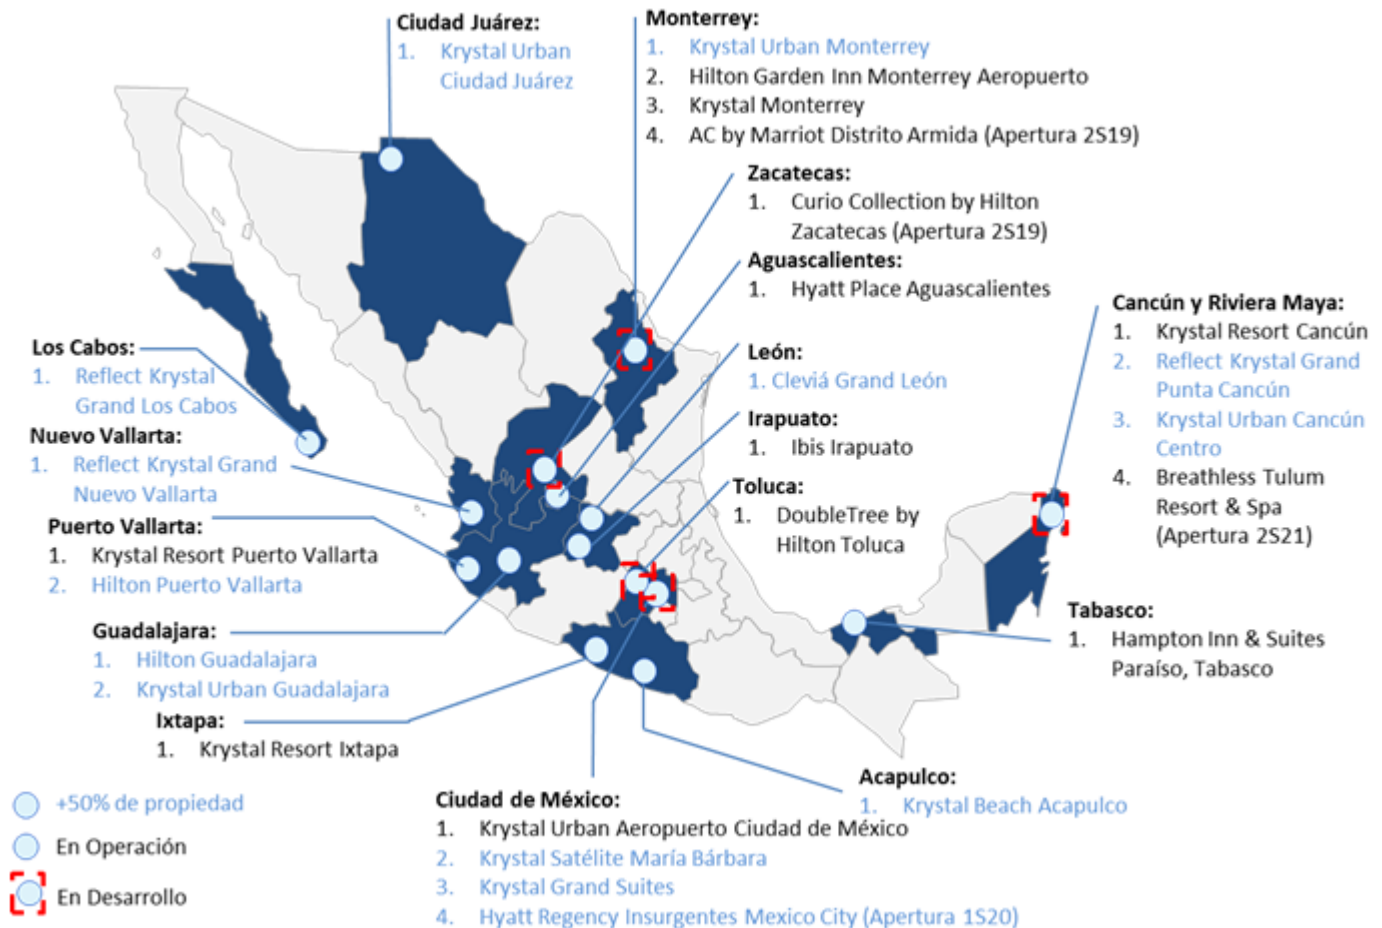 Ciudad Juárez:
1. Krystal Urban
Ciudad Juárez
Monterrey:
1. Krystal Urban Monterrey
2. Hilton Garden Inn Monterrey Aeropuerto
3. Krystal Monterrey
4. AC by Marriot Distrito Armida (Apertura 2S19)
Zacatecas:
1. Curio Collection by Hilton
Zacatecas (Apertura 2S19)
Aguascalientes:
1. Hyatt Place Aguascalientes
León:
1. Cleviá Grand León
Irapuato:
1. Ibis Irapuato
Toluca:
1. DoubleTree by
Hilton Toluca
Cancún y Riviera Maya:
1. Krystal Resort Cancún
2. Reflect Krystal Grand
Punta Cancún
3. Krystal Urban Cancún
Centro
4. Breathless Tulum
Resort & Spa
(Apertura 2S21)
Tabasco:
1. Hampton Inn & Suites
Paraíso, Tabasco
Los Cabos:
1. Reflect Krystal
Grand Los Cabos
Nuevo Vallarta:
1. Reflect Krystal Grand
Nuevo Vallarta
Puerto Vallarta:
1. Krystal Resort Puerto Vallarta
2. Hilton Puerto Vallarta
Guadalajara:
1. Hilton Guadalajara
2. Krystal Urban Guadalajara
Ixtapa:
1. Krystal Resort Ixtapa
Acapulco:
1. Krystal Beach Acapulco
Ciudad de México:
1. Krystal Urban Aeropuerto Ciudad de México
2. Krystal Satélite María Bárbara
3. Krystal Grand Suites
4. Hyatt Regency Insurgentes Mexico City (Apertura 1S20)
+50% de propiedad
En Operación
En Desarrollo